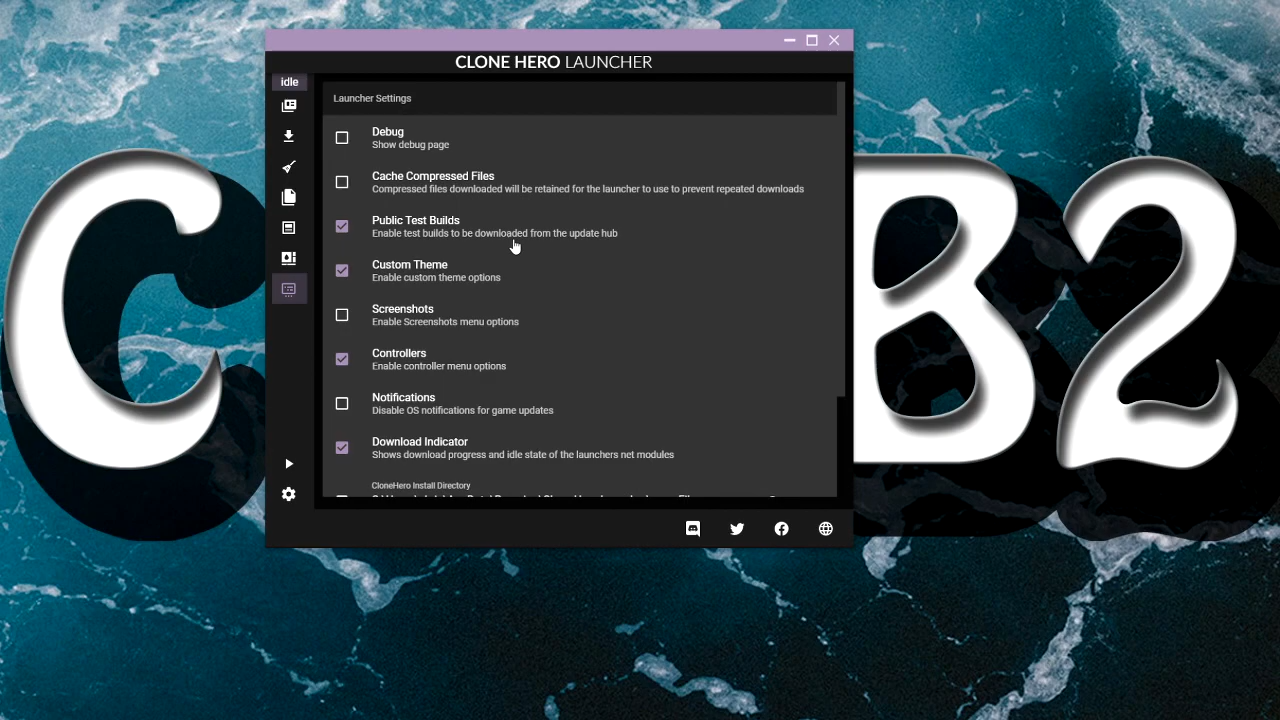 CLONE HERO LAUNCHER
idle
Launcher Settings
Debug
Show debug page
Cache Compressed Files
Compressed files downloaded will be retained for the launcher to use to prevent repeated downloads
Public Test Builds
Enable test builds to be downloaded from the update hub
Custom Theme
Enable custom theme options
Screenshots
Enable Screenshots menu options
Controllers
Enable controller menu options
Notifications
Disable OS notifications for game updates
Download Indicator
Shows download progress and idle state of the launchers net modules
CloneHero Install Directory
C
B2